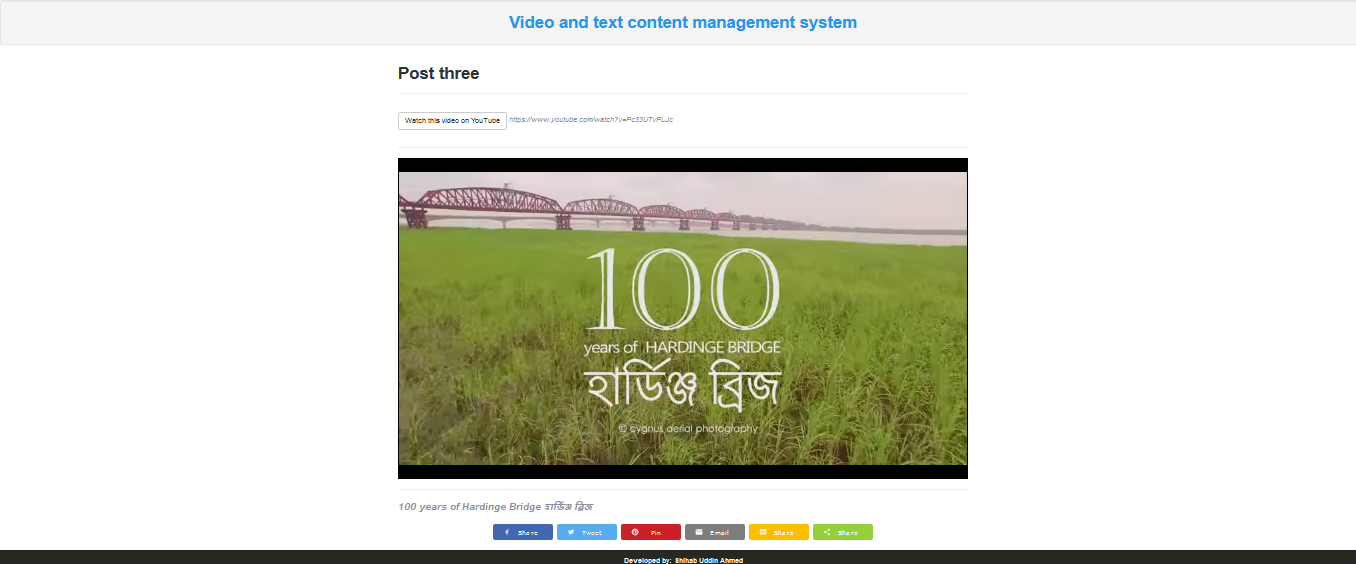 Video and text content management system
Post three
Watch this video on YouTube https://www.youtube.com/watch?v=Pc33UTvPLJc
100
years of HARDINGE BRIDGE
হার্ডিঞ্জ ব্রিজ
© cygnus aerial photography
100 years of Hardinge Bridge হার্ডিঞ্জ ব্রিজ
Share Tweet Pin Email Share Share
Developed by: Shihab Uddin Ahmed